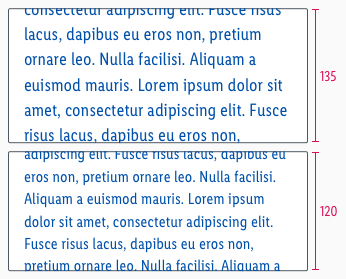 consectetur adipiscing elit. Fusce risus
lacus, dapibus eu eros non, pretium
ornare leo. Nulla facilisi. Aliquam a
euismod mauris. Lorem ipsum dolor sit
amet, consectetur adipiscing elit. Fusce
risus lacus, dapibus eu eros non,
135
adipiscing elit. Fusce risus lacus, dapibus eu
eros non, pretium ornare leo. Nulla facilisi.
Aliquam a euismod mauris. Lorem ipsum
dolor sit amet, consectetur adipiscing elit.
Fusce risus lacus, dapibus eu eros non,
pretium ornare leo. Nulla facilisi. Aliquam a
120